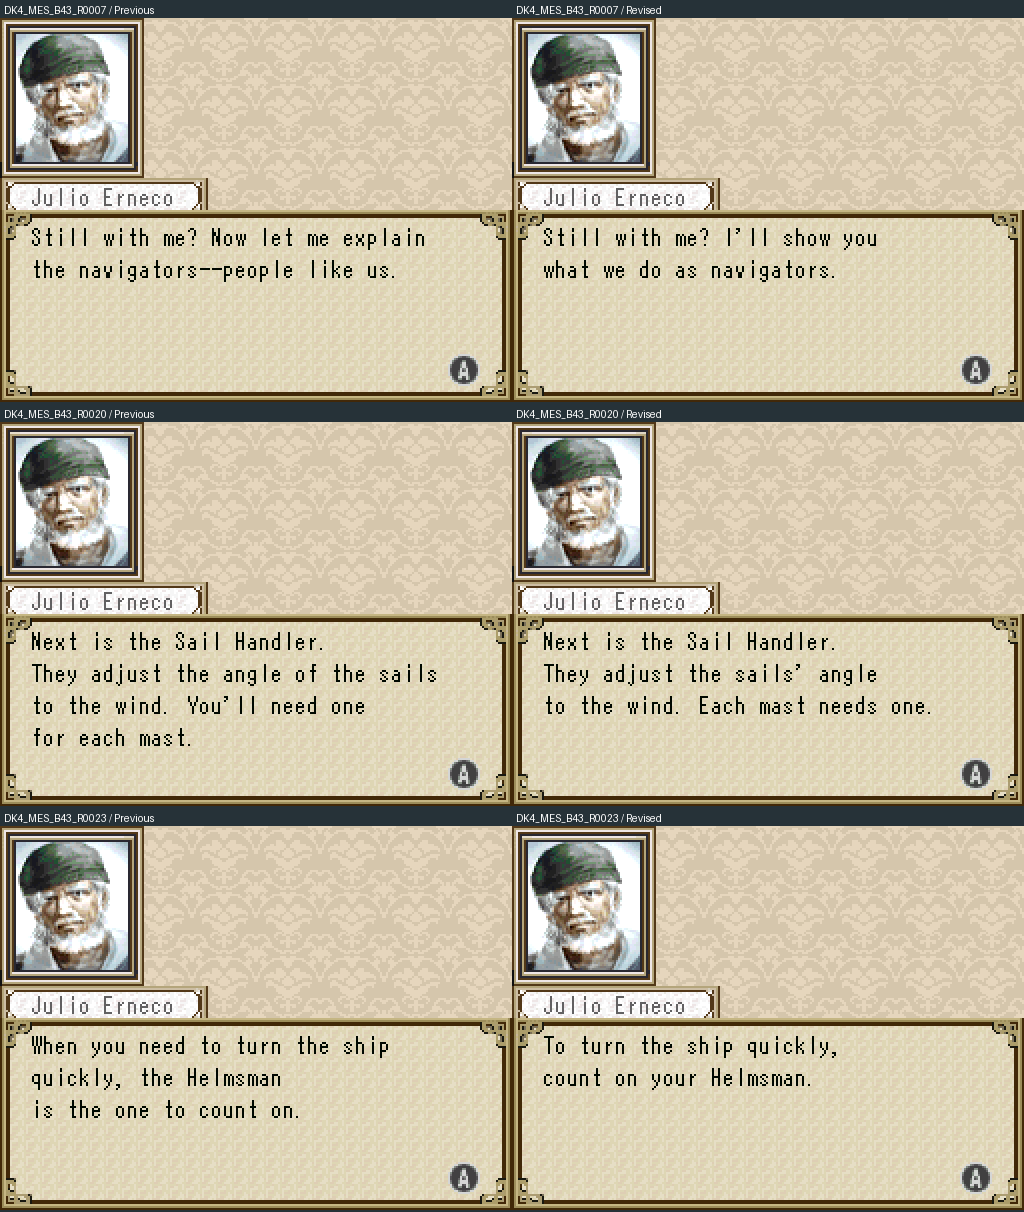 DK4_MES_B43_R0007 / Previous
DK4_MES_B43_R0007 / Revised
Julio Erneco
Still with me? Now let me explain
the navigators--people like us.
A
Julio Erneco
Still with me? I'll show you
what we do as navigators.
A
DK4_MES_B43_R0020 / Previous
DK4_MES_B43_R0020 / Revised
Julio Erneco
Next is the Sail Handler.
They adjust the angle of the sails
to the wind. You'll need one
for each mast.
A
Julio Erneco
Next is the Sail Handler.
They adjust the sails' angle
to the wind. Each mast needs one.
A
DK4_MES_B43_R0023 / Previous
DK4_MES_B43_R0023 / Revised
Julio Erneco
When you need to turn the ship
quickly, the Helmsman
is the one to count on.
A
Julio Erneco
To turn the ship quickly,
count on your Helmsman.
A